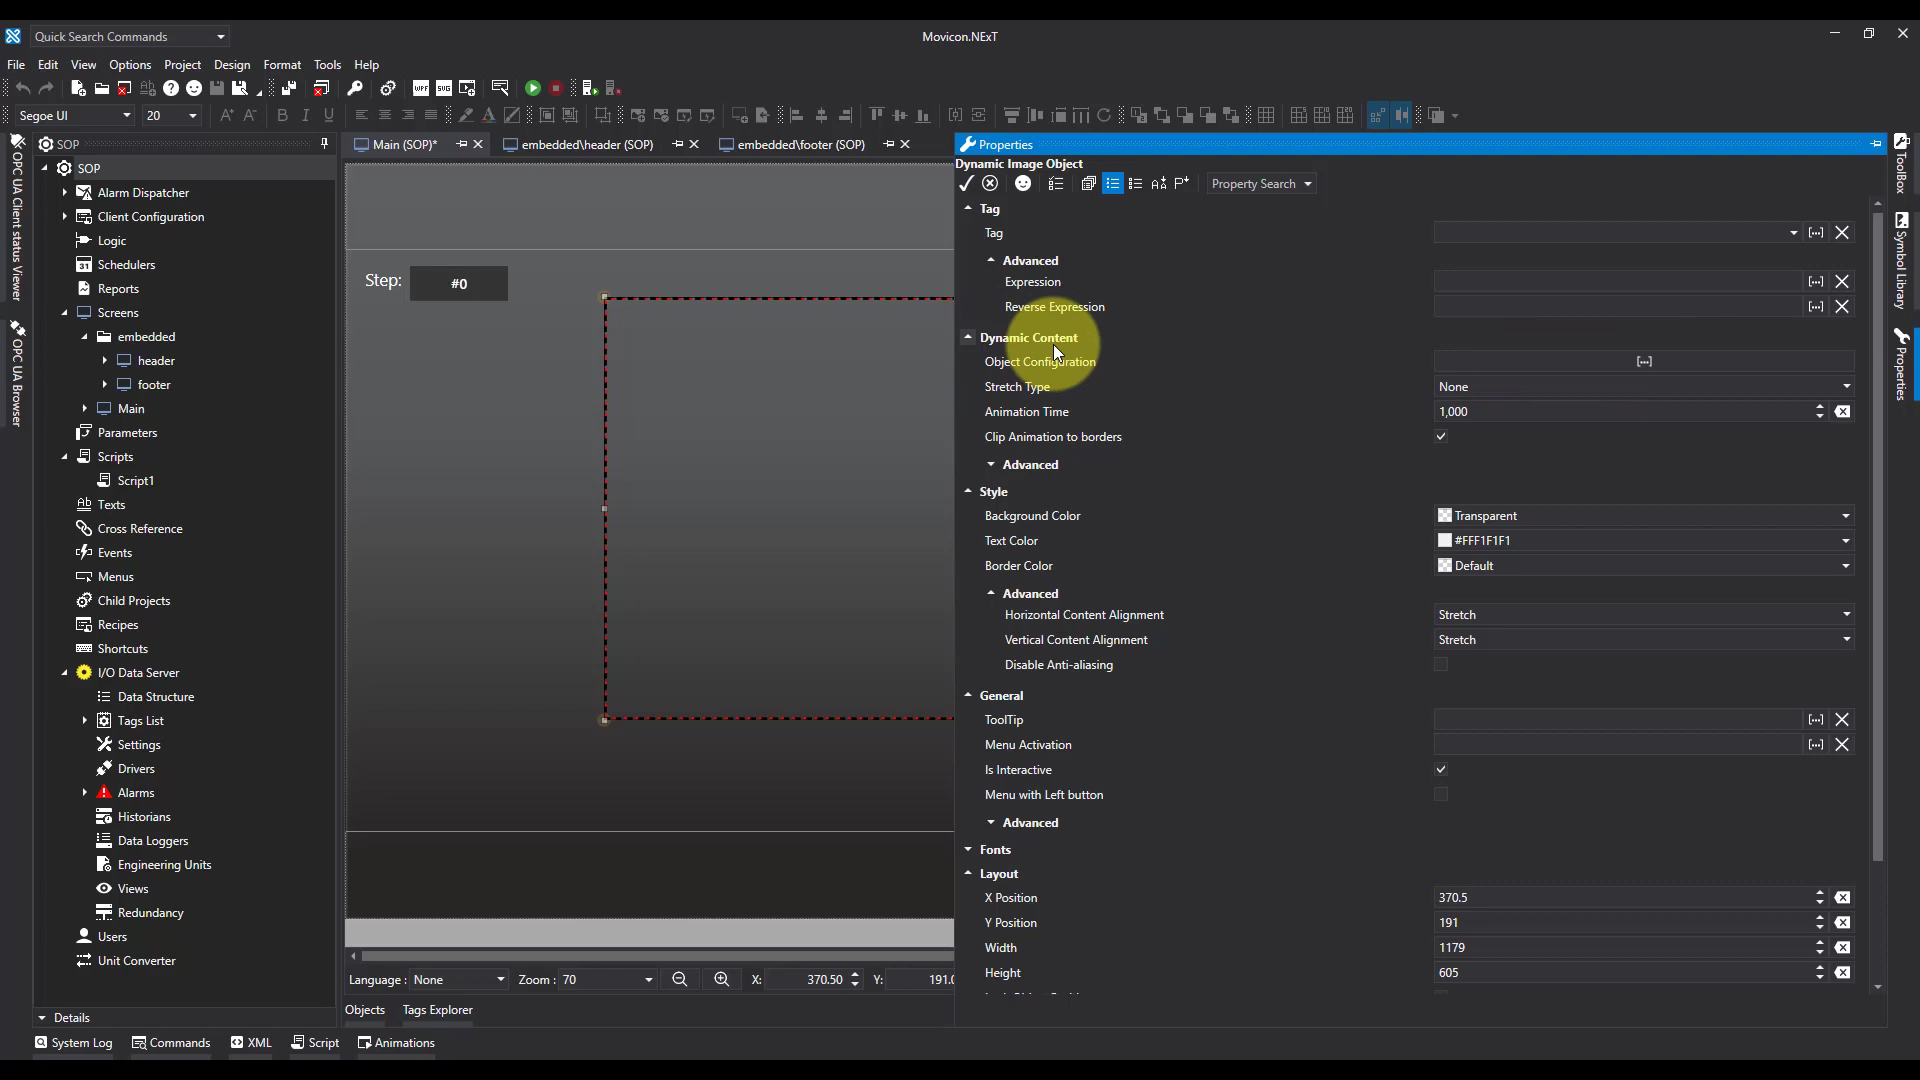 Quick Search Commands
Movicon.NExT
File Edit View Options Project Design Format Tools Help
WPF SVG
Segoe UI 20
SOP
Main (SOP)*
embedded\header (SOP)
embedded\footer (SOP)
Properties
Dynamic Image Object
Property Search
OPC UA Client status Viewer
OPC UA Browser
ToolBox
Symbol Library
Properties
SOP
Alarm Dispatcher
Client Configuration
Logic
Schedulers
Reports
Screens
embedded
header
footer
Main
Parameters
Scripts
Script1
Texts
Cross Reference
Events
Menus
Child Projects
Recipes
Shortcuts
I/O Data Server
Data Structure
Tags List
Settings
Drivers
Alarms
Historians
Data Loggers
Engineering Units
Views
Redundancy
Users
Unit Converter
Details
Step: #0
Language : None Zoom : 70 X: 370.50 Y: 191.0
Objects Tags Explorer
Tag
Tag
Advanced
Expression
Reverse Expression
Dynamic Content
Object Configuration
Stretch Type None
Animation Time 1,000
Clip Animation to borders
Advanced
Style
Background Color Transparent
Text Color #FFF1F1F1
Border Color Default
Advanced
Horizontal Content Alignment Stretch
Vertical Content Alignment Stretch
Disable Anti-aliasing
General
ToolTip
Menu Activation
Is Interactive
Menu with Left button
Advanced
Fonts
Layout
X Position 370.5
Y Position 191
Width 1179
Height 605
System Log Commands XML Script Animations